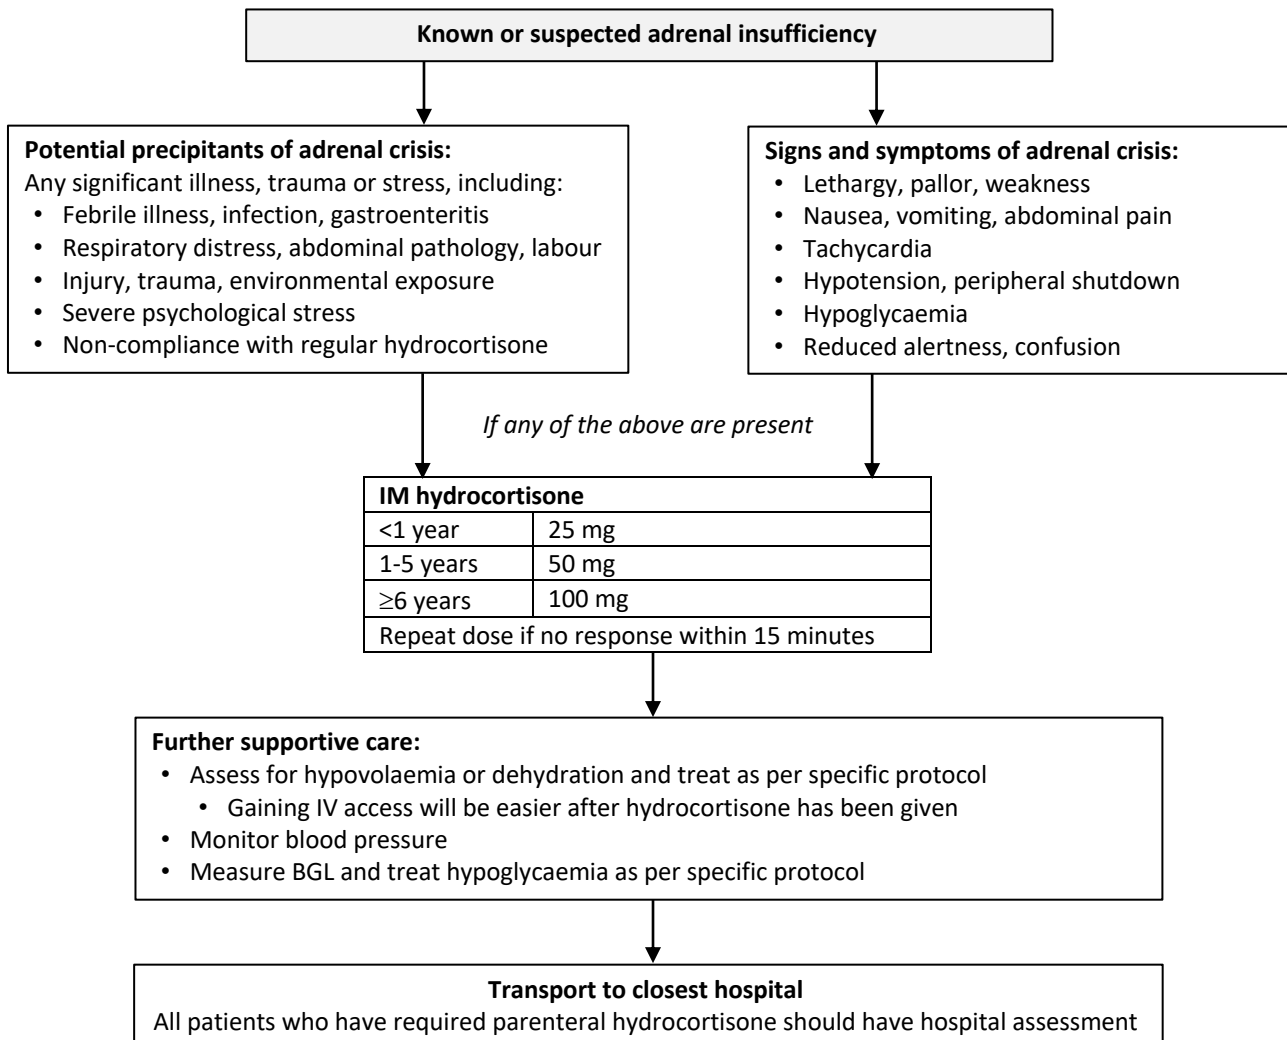 Known or suspected adrenal insufficiency
Potential precipitants of adrenal crisis:
Any significant illness, trauma or stress, including:
• Febrile illness, infection, gastroenteritis
• Respiratory distress, abdominal pathology, labour
• Injury, trauma, environmental exposure
• Severe psychological stress
• Non-compliance with regular hydrocortisone
Signs and symptoms of adrenal crisis:
• Lethargy, pallor, weakness
• Nausea, vomiting, abdominal pain
• Tachycardia
• Hypotension, peripheral shutdown
• Hypoglycaemia
• Reduced alertness, confusion
If any of the above are present
IM hydrocortisone
<1 year 25 mg
1-5 years 50 mg
≥6 years 100 mg
Repeat dose if no response within 15 minutes
Further supportive care:
• Assess for hypovolaemia or dehydration and treat as per specific protocol
• Gaining IV access will be easier after hydrocortisone has been given
• Monitor blood pressure
• Measure BGL and treat hypoglycaemia as per specific protocol
Transport to closest hospital
All patients who have required parenteral hydrocortisone should have hospital assessment